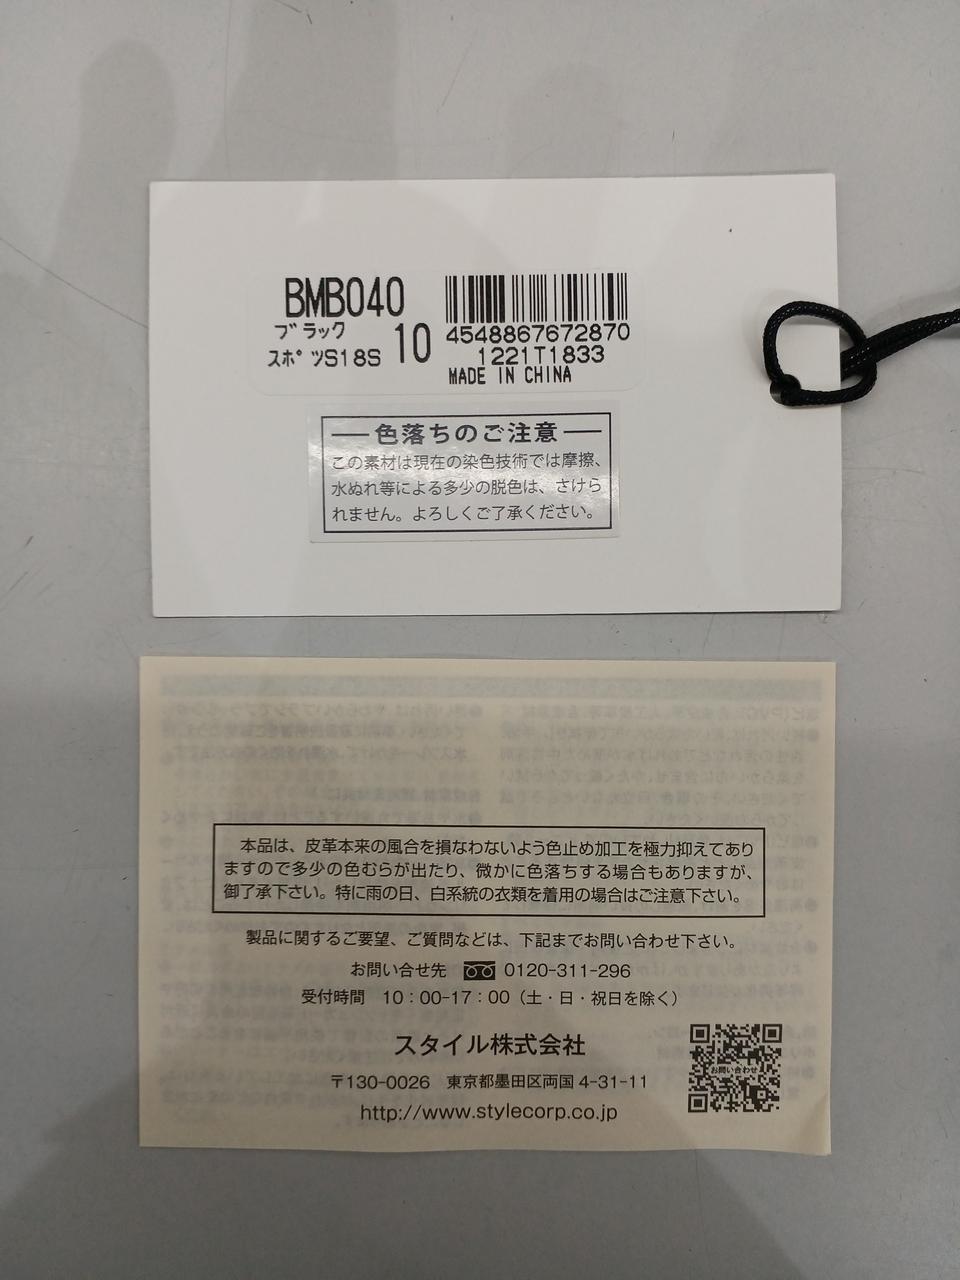 BMB040
ブラック
スポーツS18S 10
4548867672870
1221T1833
MADE IN CHINA
色落ちのご注意
この素材は現在の染色技術では摩擦、
水ぬれ等による多少の脱色は、さけら
れません。よろしくご了承ください。
本品は、皮革本来の風合を損なわないよう色止め加工を極力抑えてあり
ますので多少の色むらが出たり、微かに色落ちする場合もありますが、
御了承下さい。特に雨の日、白系統の衣類を着用の場合はご注意下さい。
製品に関するご要望、ご質問などは、下記までお問い合わせ下さい。
お問い合せ先 0120-311-296
受付時間 10:00-17:00(土・日・祝日を除く)
スタイル株式会社
〒130-0026 東京都墨田区両国 4-31-11
お問い合わせ
http://www.stylecorp.co.jp